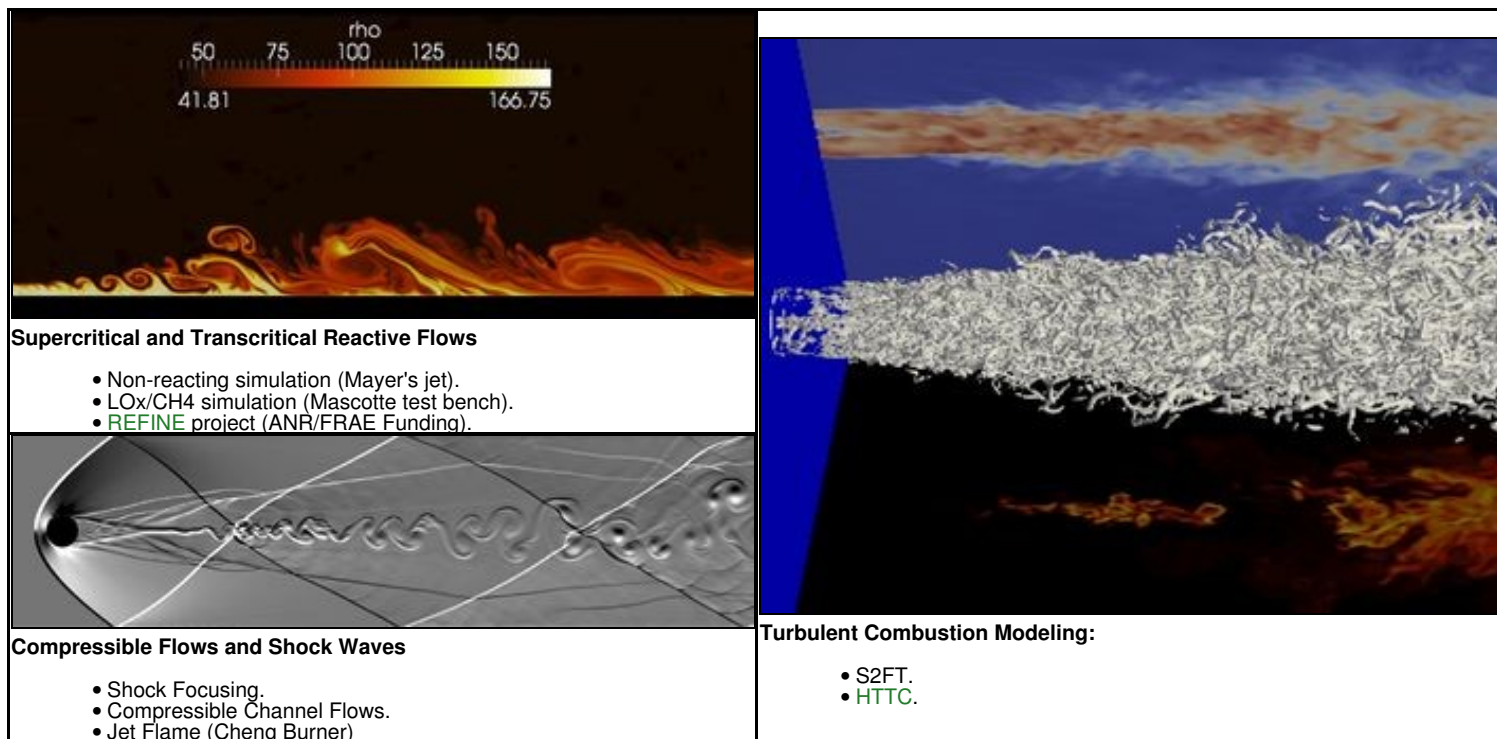 rho
50 75 100 125 150
41.81 166.75
Supercritical and Transcritical Reactive Flows
• Non-reacting simulation (Mayer's jet).
• LOx/CH4 simulation (Mascotte test bench).
• REFINE project (ANR/FRAE Funding).
Compressible Flows and Shock Waves
• Shock Focusing.
• Compressible Channel Flows.
• Jet Flame (Cheng Burner)
Turbulent Combustion Modeling:
• S2FT.
• HTTC.